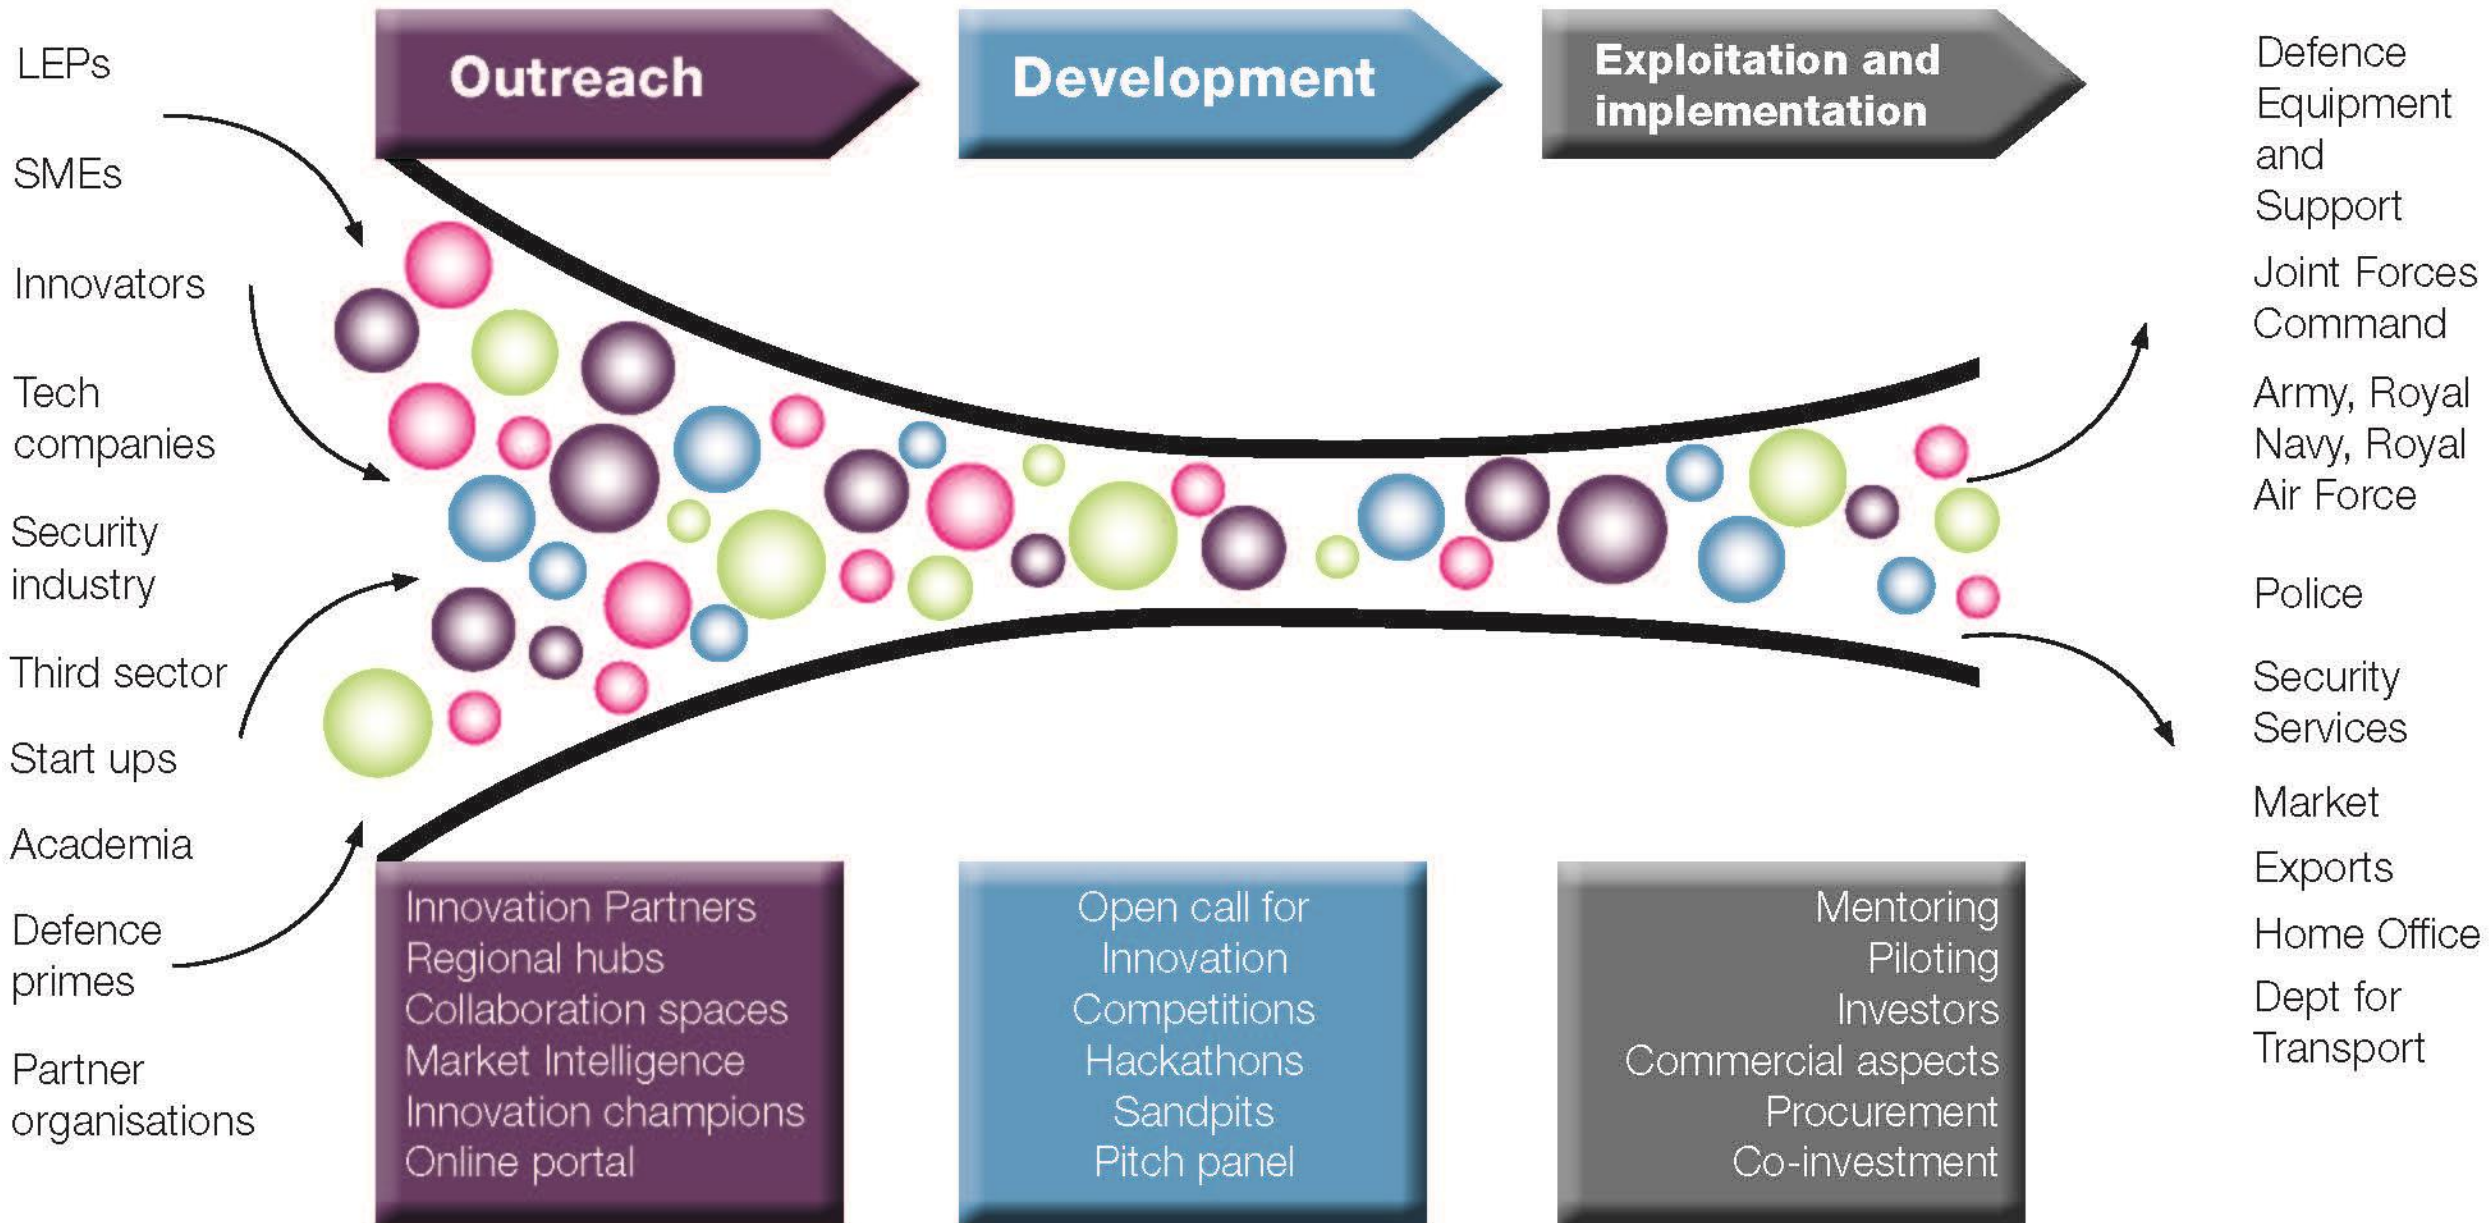 Outreach
Development
Exploitation and
implementation
LEPs
SMEs
Innovators
Tech
companies
Security
industry
Third sector
Start ups
Academia
Defence
primes
Partner
organisations
Innovation Partners
Regional hubs
Collaboration spaces
Market Intelligence
Innovation champions
Online portal
Open call for
Innovation
Competitions
Hackathons
Sandpits
Pitch panel
Mentoring
Piloting
Investors
Commercial aspects
Procurement
Co-investment
Defence
Equipment
and
Support
Joint Forces
Command
Army, Royal
Navy, Royal
Air Force
Police
Security
Services
Market
Exports
Home Office
Dept for
Transport